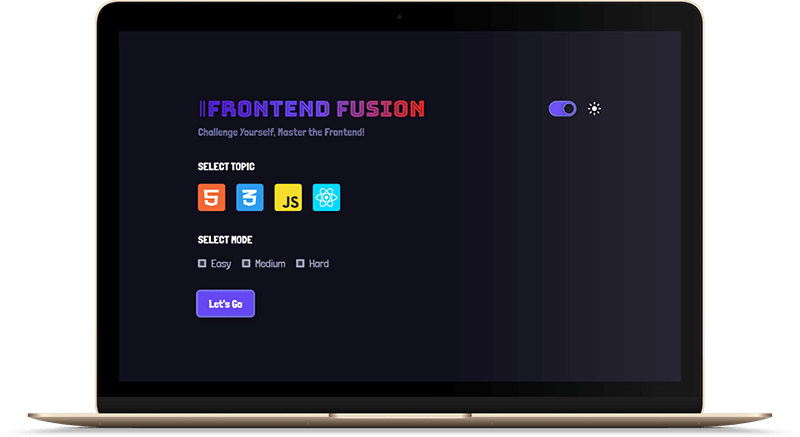 FRONTEND FUSION
Challenge Yourself, Master the Frontend!
SELECT TOPIC
5 3 JS
SELECT MODE
Easy Medium Hard
Let's Go